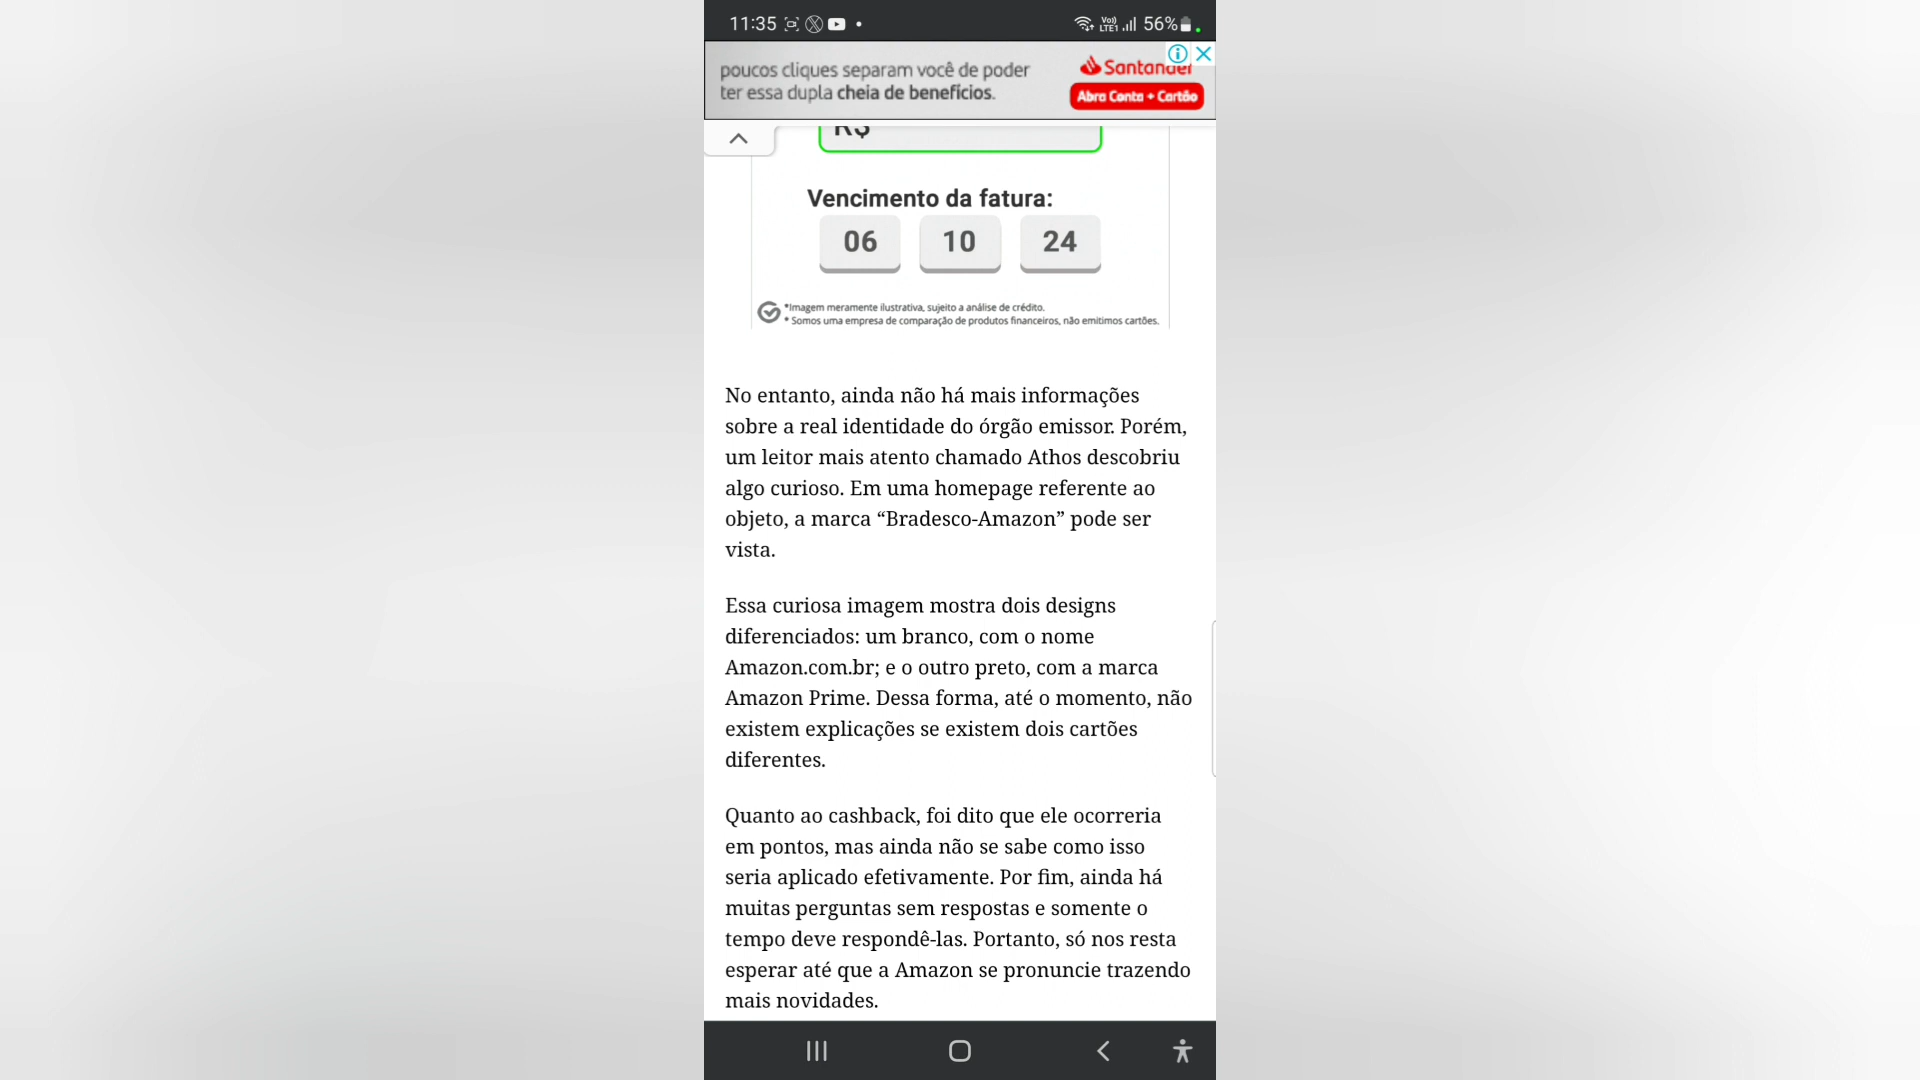 11:35
Vo))
LTE1
56%
poucos cliques separam você de poder
ter essa dupla cheia de benefícios.
Santander
Abra Conta + Cartão
R$
Vencimento da fatura:
06 10 24
*Imagem meramente ilustrativa, sujeito a análise de crédito.
* Somos uma empresa de comparação de produtos financeiros, não emitimos cartões.
No entanto, ainda não há mais informações
sobre a real identidade do órgão emissor. Porém,
um leitor mais atento chamado Athos descobriu
algo curioso. Em uma homepage referente ao
objeto, a marca “Bradesco-Amazon” pode ser
vista.
Essa curiosa imagem mostra dois designs
diferenciados: um branco, com o nome
Amazon.com.br; e o outro preto, com a marca
Amazon Prime. Dessa forma, até o momento, não
existem explicações se existem dois cartões
diferentes.
Quanto ao cashback, foi dito que ele ocorreria
em pontos, mas ainda não se sabe como isso
seria aplicado efetivamente. Por fim, ainda há
muitas perguntas sem respostas e somente o
tempo deve respondê-las. Portanto, só nos resta
esperar até que a Amazon se pronuncie trazendo
mais novidades.